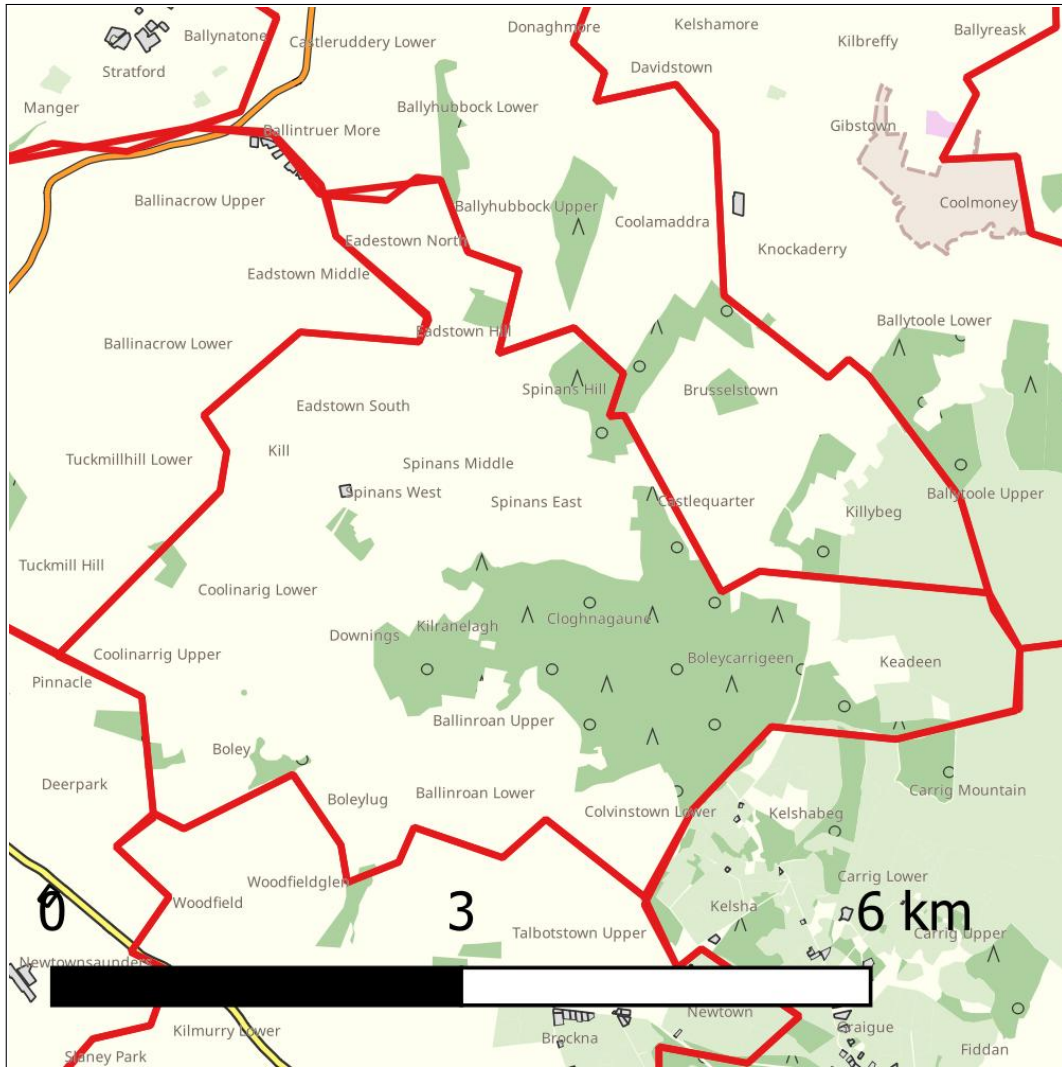 Ballynatone
Castleruddery Lower
Donaghmore
Kelshamore
Ballyreask
Kilbreffy
Stratford
Davidstown
Manger
Ballyhubbock Lower
Ballintruer More
Gibstown
Ballinacrow Upper
Ballyhubbock Upper
Coolamaddra
Coolmoney
Eadestown North
Knockaderry
Eadstown Middle
Ballinacrow Lower
Eadstown Hill
Ballytoole Lower
Spinans Hill
Brusselstown
Eadstown South
Kill
Tuckmillhill Lower
Spinans Middle
Spinans West
Spinans East
Castlequarter
Ballytoole Upper
Killybeg
Tuckmill Hill
Coolinarig Lower
Downings
Kilranelagh
Cloghnagaune
Coolinarrig Upper
Boleycarrigeen
Keadeen
Pinnacle
Ballinroan Upper
Boley
Deerpark
Boleylug
Ballinroan Lower
Colvinstown Lower
Kelshabeg
Carrig Mountain
Woodfieldglen
Carrig Lower
Woodfield
Kelsha
0 3 6 km
Talbotstown Upper
Carrig Upper
Newtownsaunders
Newtown
Kilmurry Lower
Brockna
Craigue
Slaney Park
Fiddan